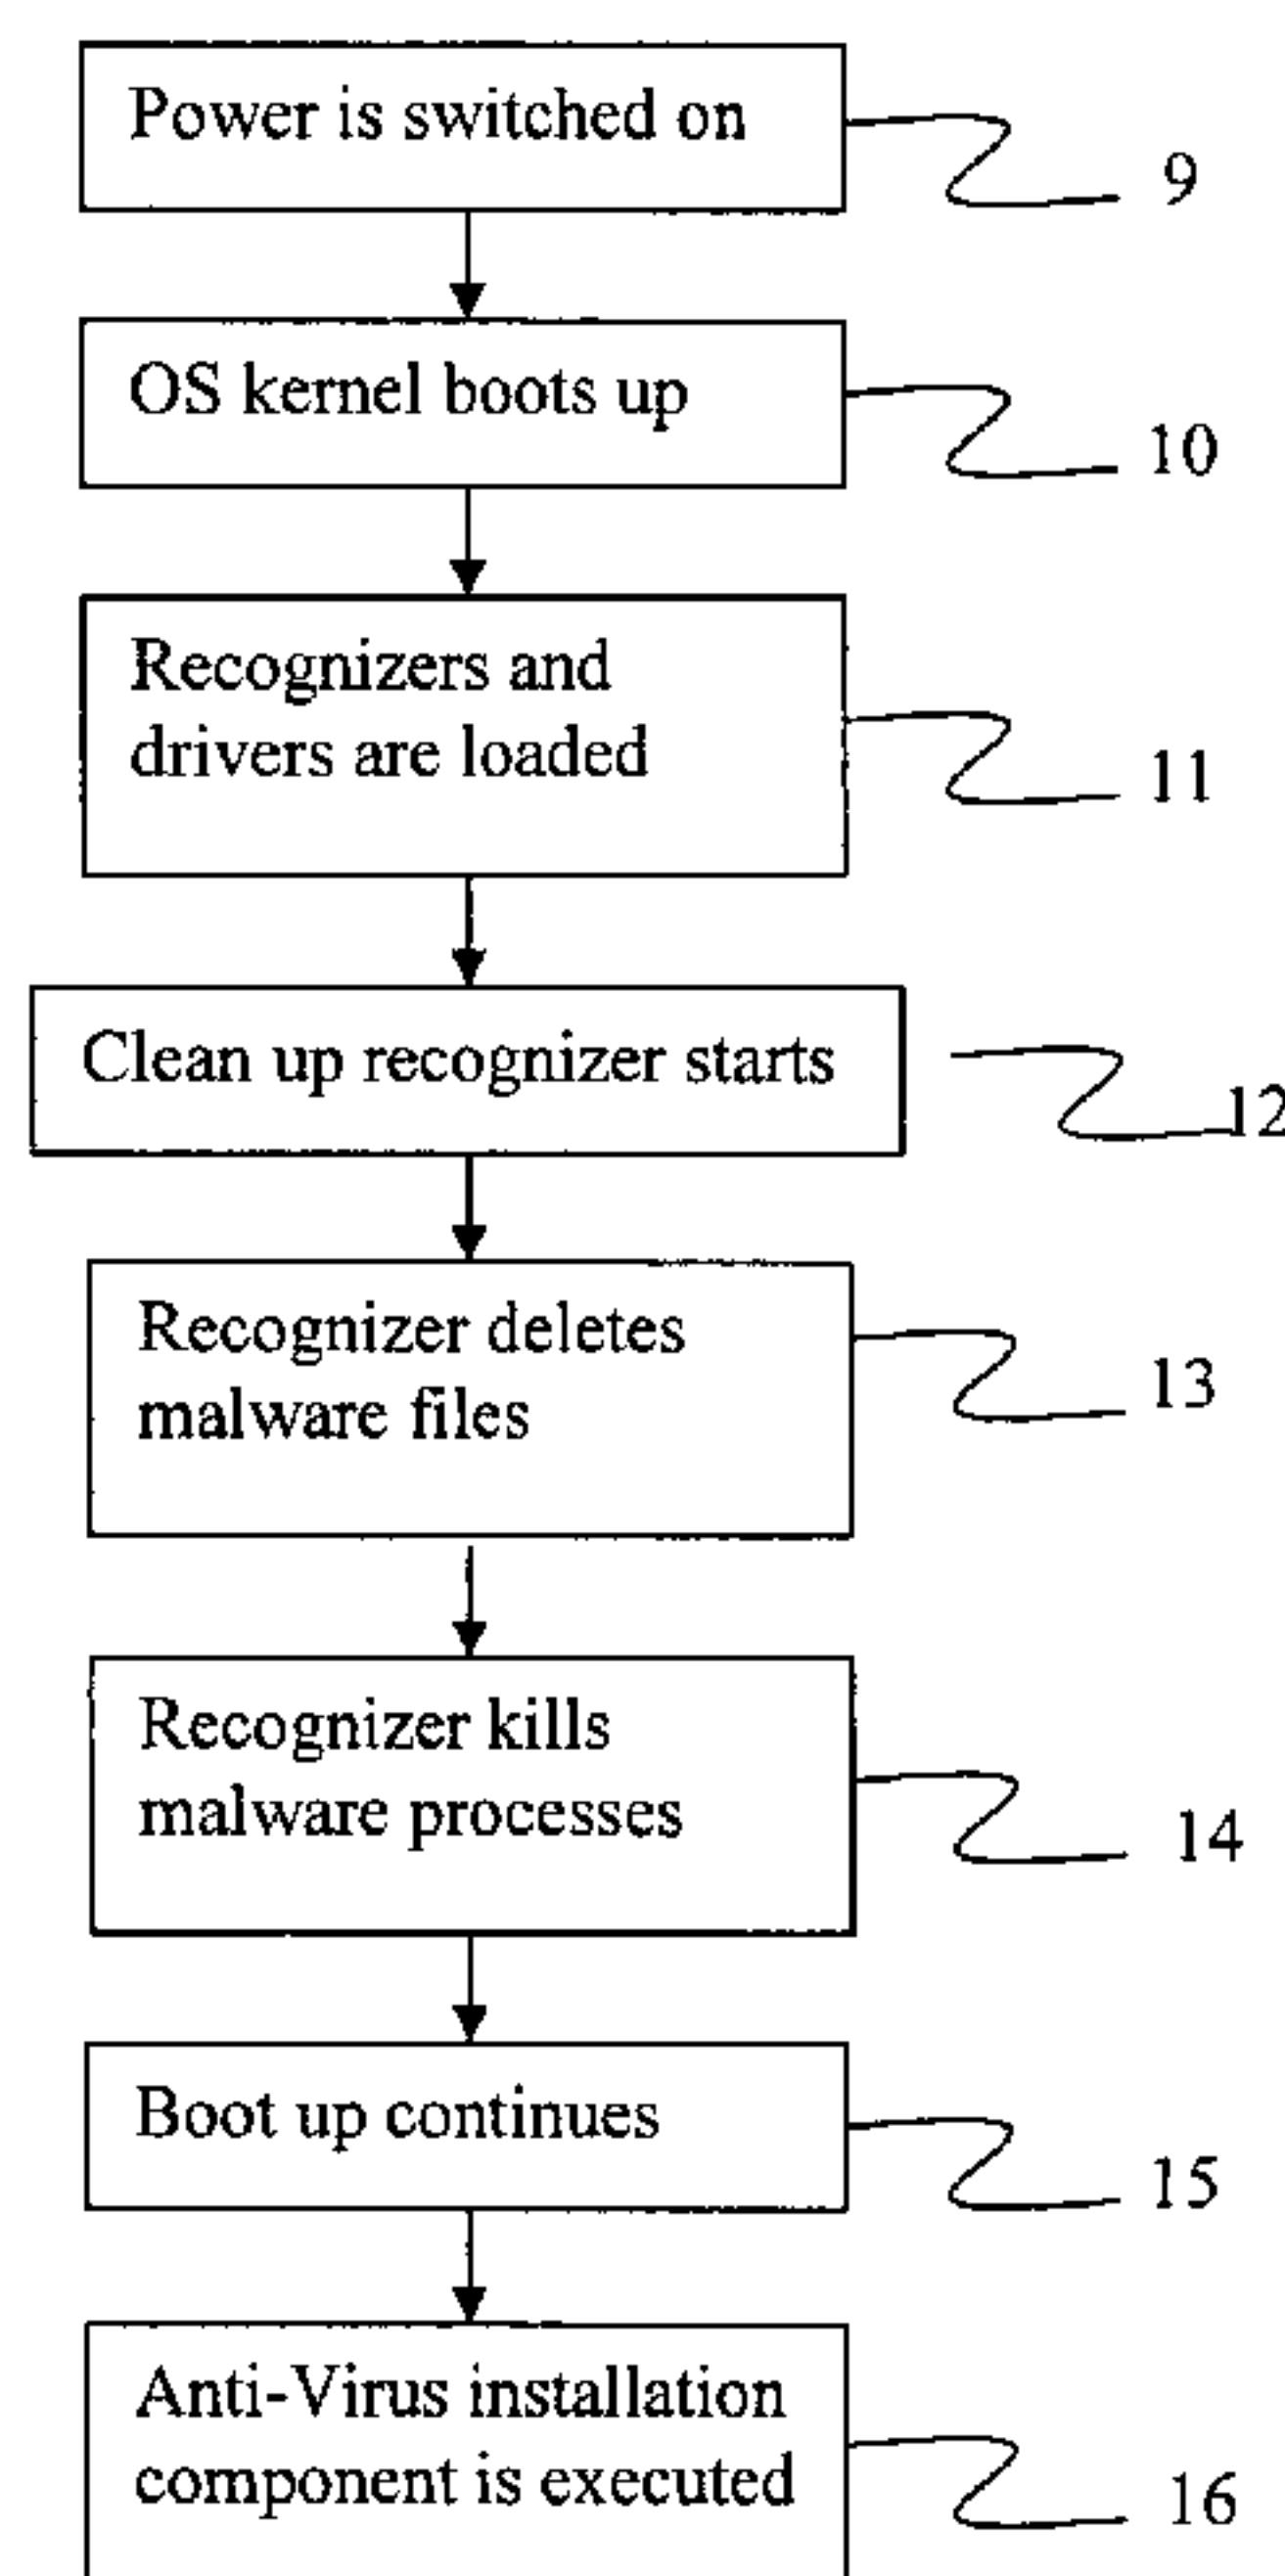 Power is switched on
9
OS kernel boots up
10
Recognizers and
drivers are loaded
11
Clean up recognizer starts
12
Recognizer deletes
malware files
13
Recognizer kills
malware processes
14
Boot up continues
15
Anti-Virus installation
component is executed
16